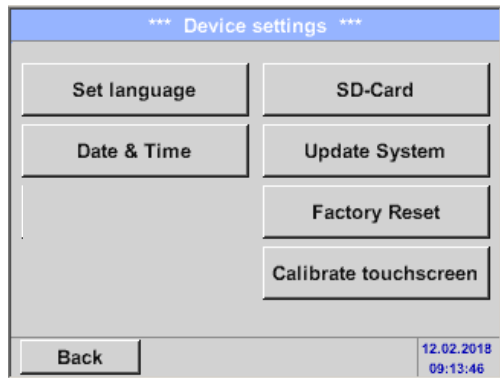 *** Device settings ***
Set language
SD-Card
Date & Time
Update System
Factory Reset
Calibrate touchscreen
Back
12.02.2018
09:13:46